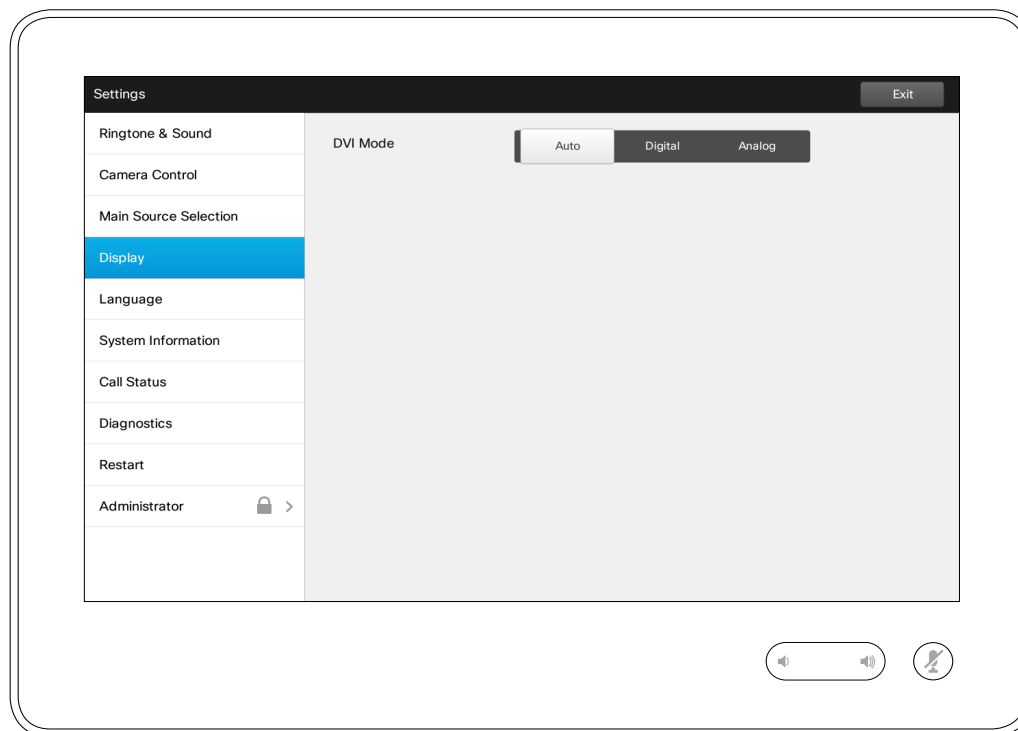 Settings
Exit
Ringtone & Sound
DVI Mode
Auto
Digital
Analog
Camera Control
Main Source Selection
Display
Language
System Information
Call Status
Diagnostics
Restart
Administrator